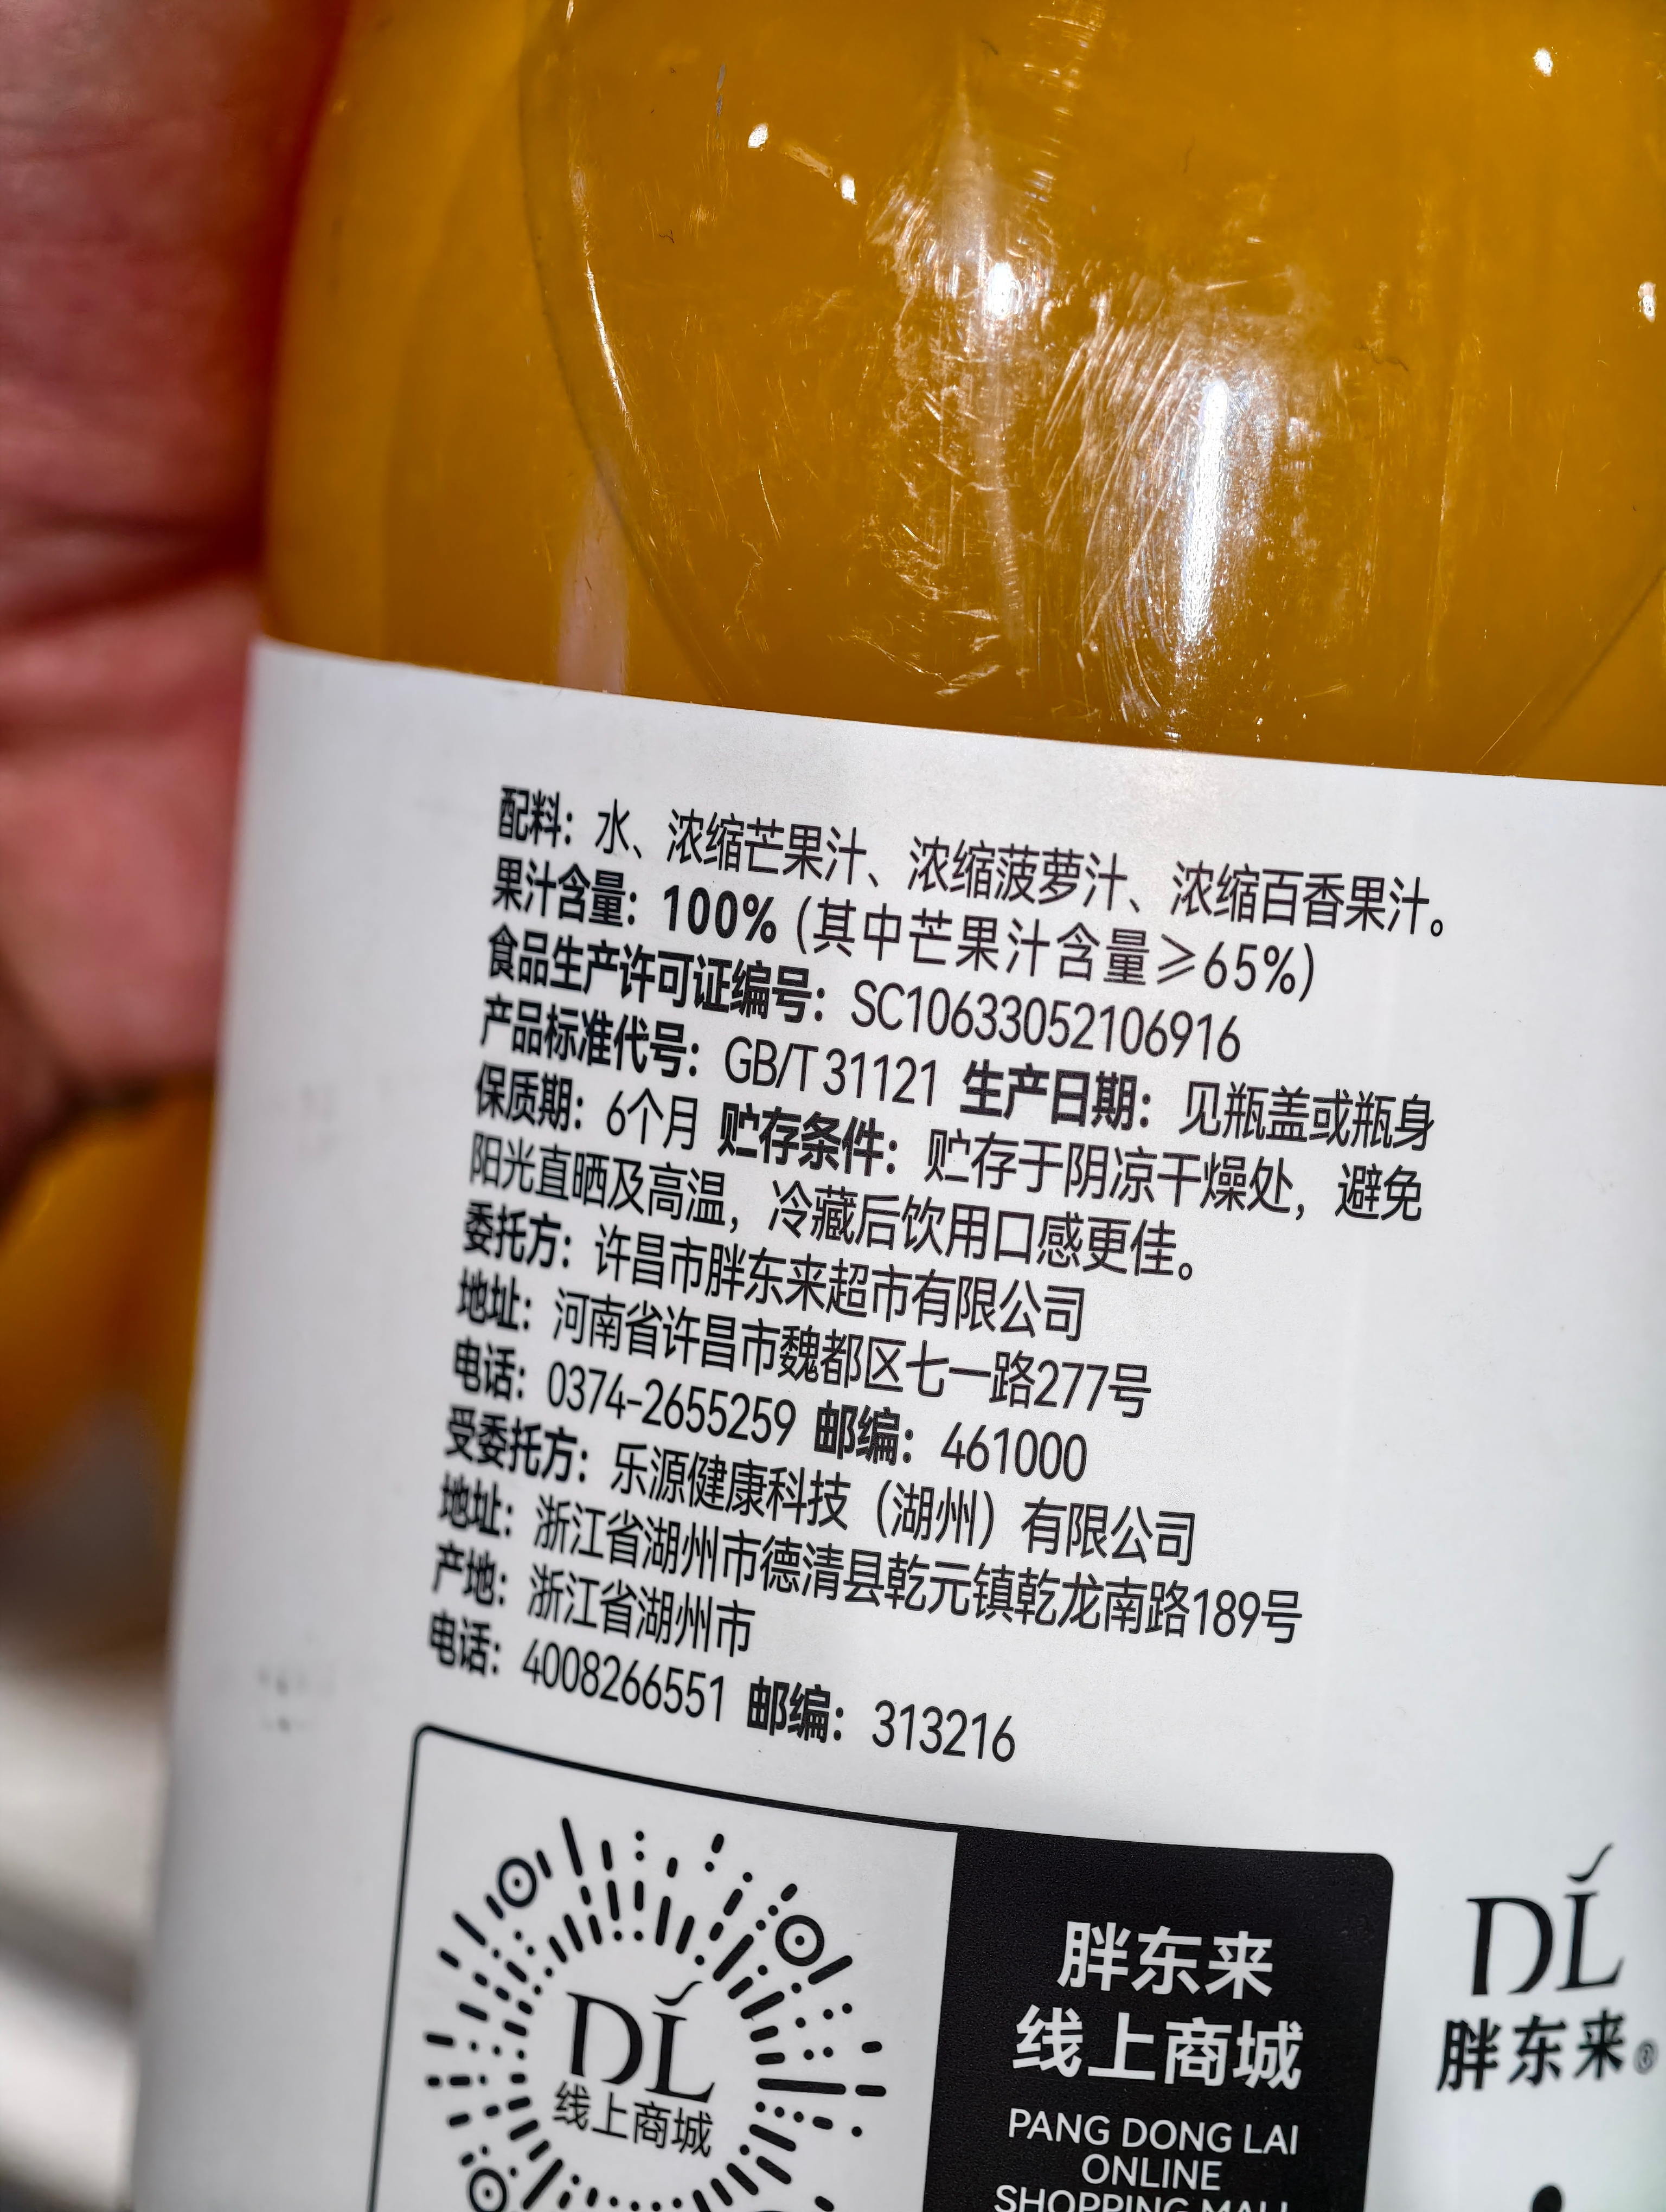 配料：水、浓缩芒果汁、浓缩菠萝汁、浓缩百香果汁。
果汁含量：100%（其中芒果汁含量≥65%）
食品生产许可证编号：SC10633052106916
产品标准代号：GB/T 31121 生产日期：见瓶盖或瓶身
保质期：6个月 贮存条件：贮存于阴凉干燥处，避免
阳光直晒及高温，冷藏后饮用口感更佳。
委托方：许昌市胖东来超市有限公司
地址：河南省许昌市魏都区七一路277号
电话：0374-2655259 邮编：461000
受委托方：乐源健康科技（湖州）有限公司
地址：浙江省湖州市德清县乾元镇乾龙南路189号
产地：浙江省湖州市
电话：4008266551 邮编：313216
DL
线上商城
胖东来
线上商城
PANG DONG LAI
ONLINE
SHOPPING MALL
DL
胖东来®